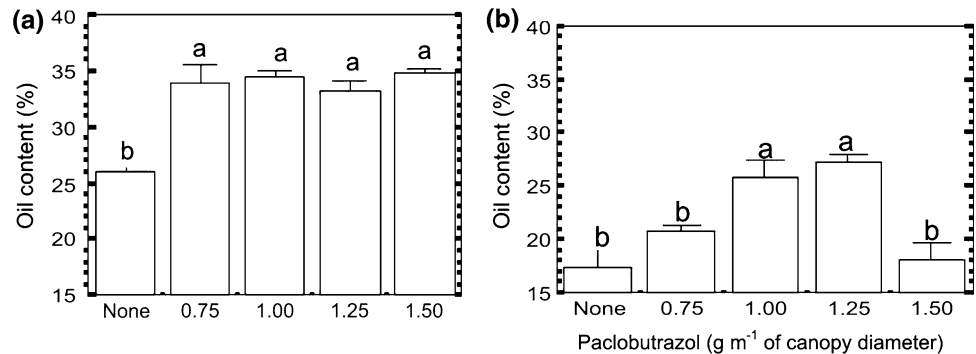 (a)
40
35
30
25
20
15
Oil content (%)
b
a
a
a
a
None 0.75 1.00 1.25 1.50
(b)
40
35
30
25
20
15
Oil content (%)
b
b
a
a
b
None 0.75 1.00 1.25 1.50
Paclobutrazol (g m⁻¹ of canopy diameter)